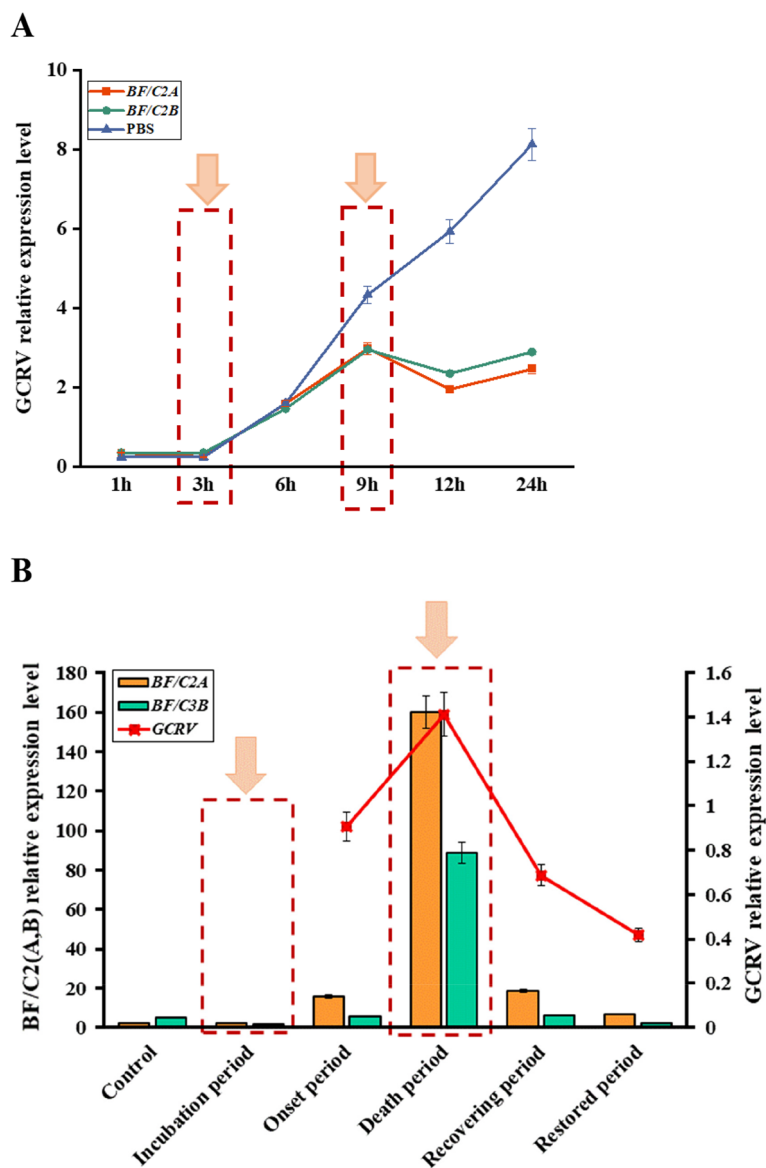 A
GCRV relative expression level
10
8
6
4
2
0
BF/C2A
BF/C2B
PBS
1h 3h 6h 9h 12h 24h
B
BF/C2(A,B) relative expression level
180
160
140
120
100
80
60
40
20
0
BF/C2A
BF/C3B
GCRV
1.6
1.4
1.2
1
0.8
0.6
0.4
0.2
0
GCRV relative expression level
Control
Incubation period
Onset period
Death period
Recovering period
Restored period